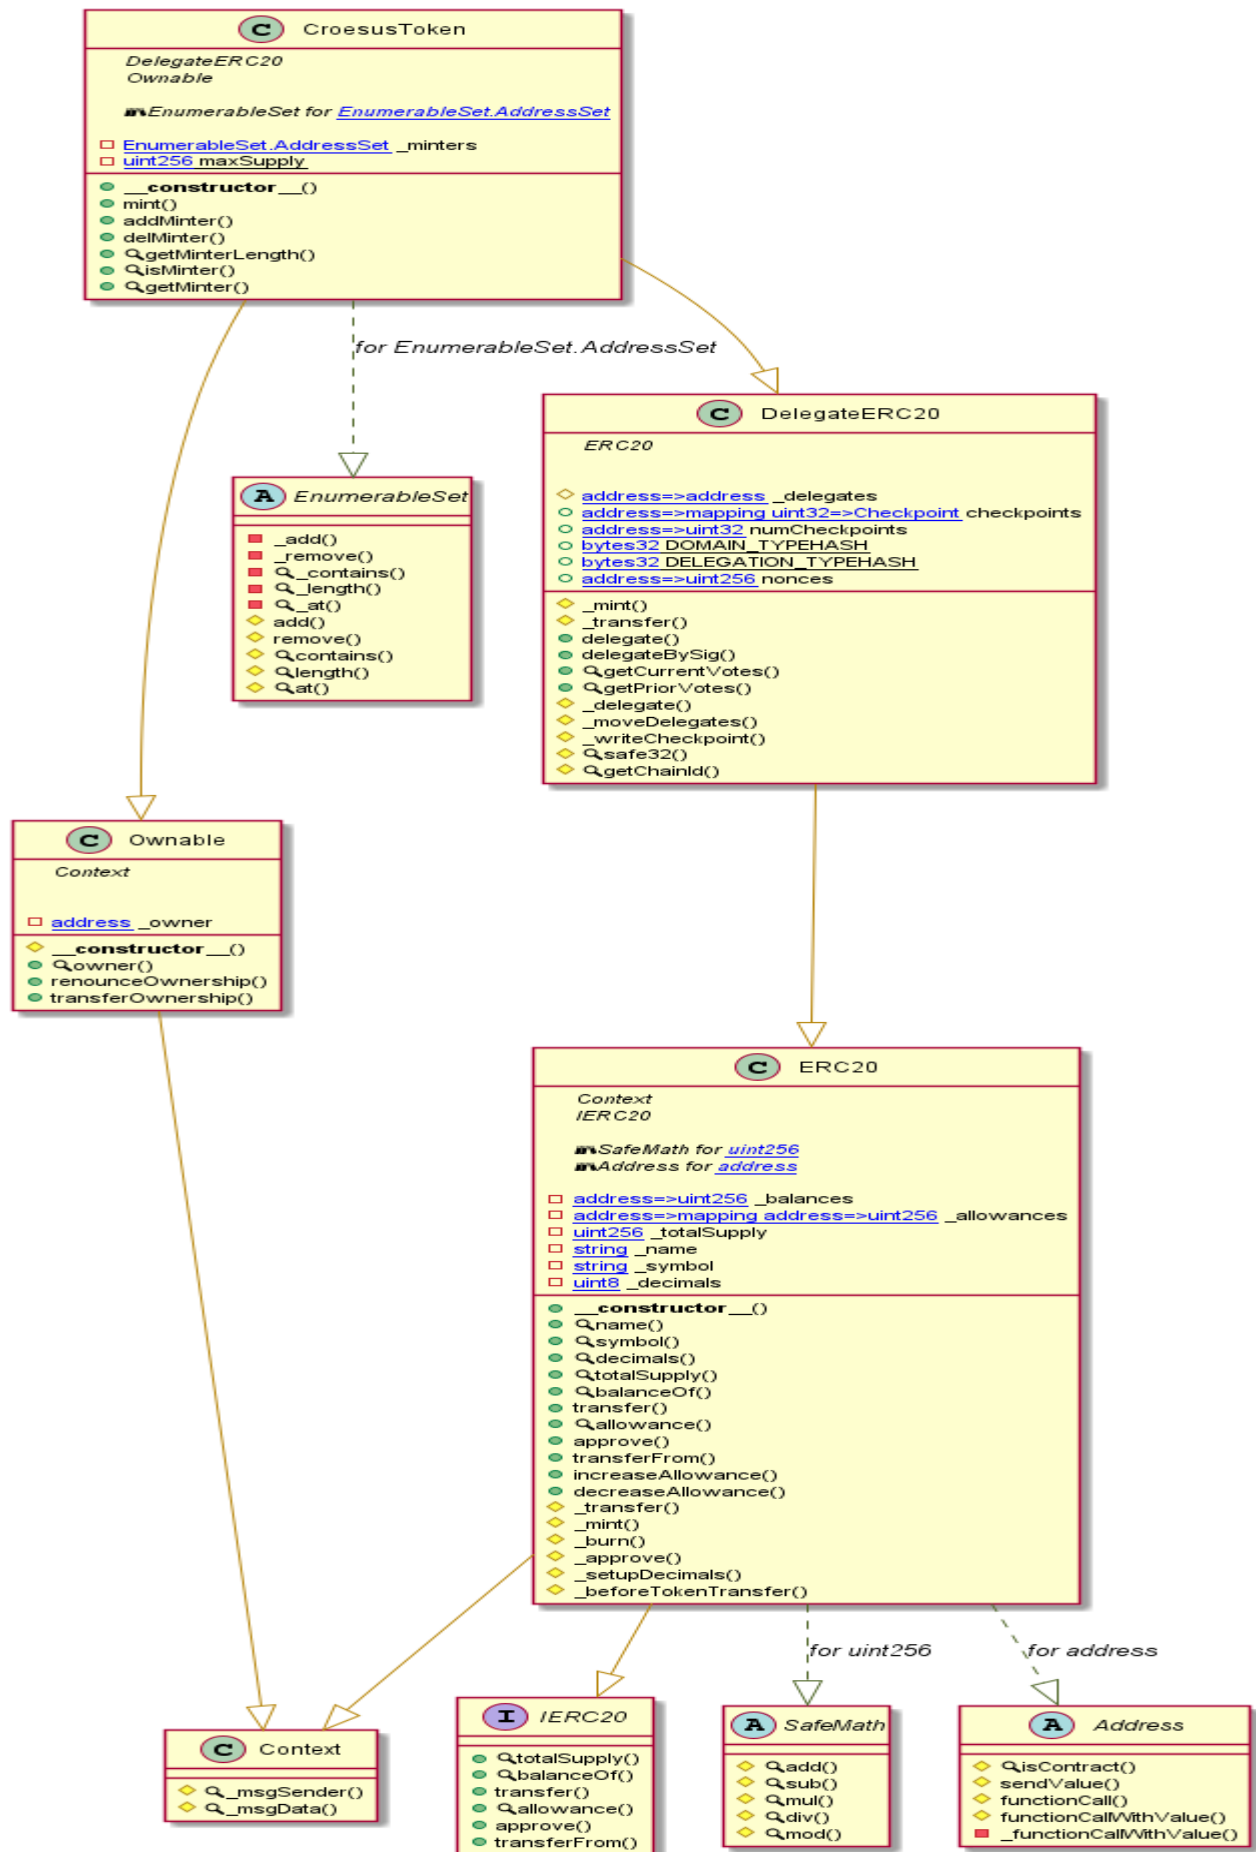 C CroesusToken
DelegateERC20
Ownable
EnumerableSet for EnumerableSet.AddressSet
EnumerableSet.AddressSet _minters
uint256 maxSupply
__constructor__()
mint()
addMinter()
delMinter()
getMinterLength()
isMinter()
getMinter()
for EnumerableSet.AddressSet
A EnumerableSet
_add()
_remove()
_contains()
_length()
_at()
add()
remove()
contains()
length()
at()
C DelegateERC20
ERC20
address=>address _delegates
address=>mapping uint32=>Checkpoint checkpoints
address=>uint32 numCheckpoints
bytes32 DOMAIN_TYPEHASH
bytes32 DELEGATION_TYPEHASH
address=>uint256 nonces
_mint()
_transfer()
delegate()
delegateBySig()
getCurrentVotes()
getPriorVotes()
_delegate()
_moveDelegates()
_writeCheckpoint()
safe32()
getChainId()
C Ownable
Context
address _owner
__constructor__()
owner()
renounceOwnership()
transferOwnership()
C ERC20
Context
IERC20
SafeMath for uint256
Address for address
address=>uint256 _balances
address=>mapping address=>uint256 _allowances
uint256 _totalSupply
string _name
string _symbol
uint8 _decimals
__constructor__()
name()
symbol()
decimals()
totalSupply()
balanceOf()
transfer()
allowance()
approve()
transferFrom()
increaseAllowance()
decreaseAllowance()
_transfer()
_mint()
_burn()
_approve()
_setupDecimals()
_beforeTokenTransfer()
for uint256
for address
C Context
_msgSender()
_msgData()
I IERC20
totalSupply()
balanceOf()
transfer()
allowance()
approve()
transferFrom()
A SafeMath
add()
sub()
mul()
div()
mod()
A Address
isContract()
sendValue()
functionCall()
functionCallWithValue()
_functionCallWithValue()